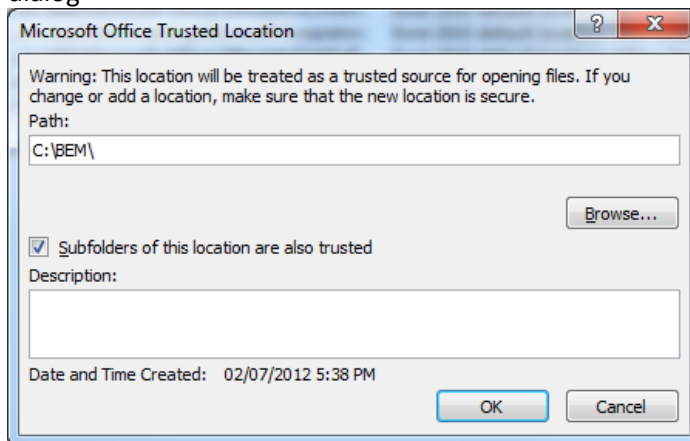 dialog
Microsoft Office Trusted Location
Warning: This location will be treated as a trusted source for opening files. If you
change or add a location, make sure that the new location is secure.
Path:
C:\BEM\
Browse...
Subfolders of this location are also trusted
Description:
Date and Time Created: 02/07/2012 5:38 PM
OK Cancel